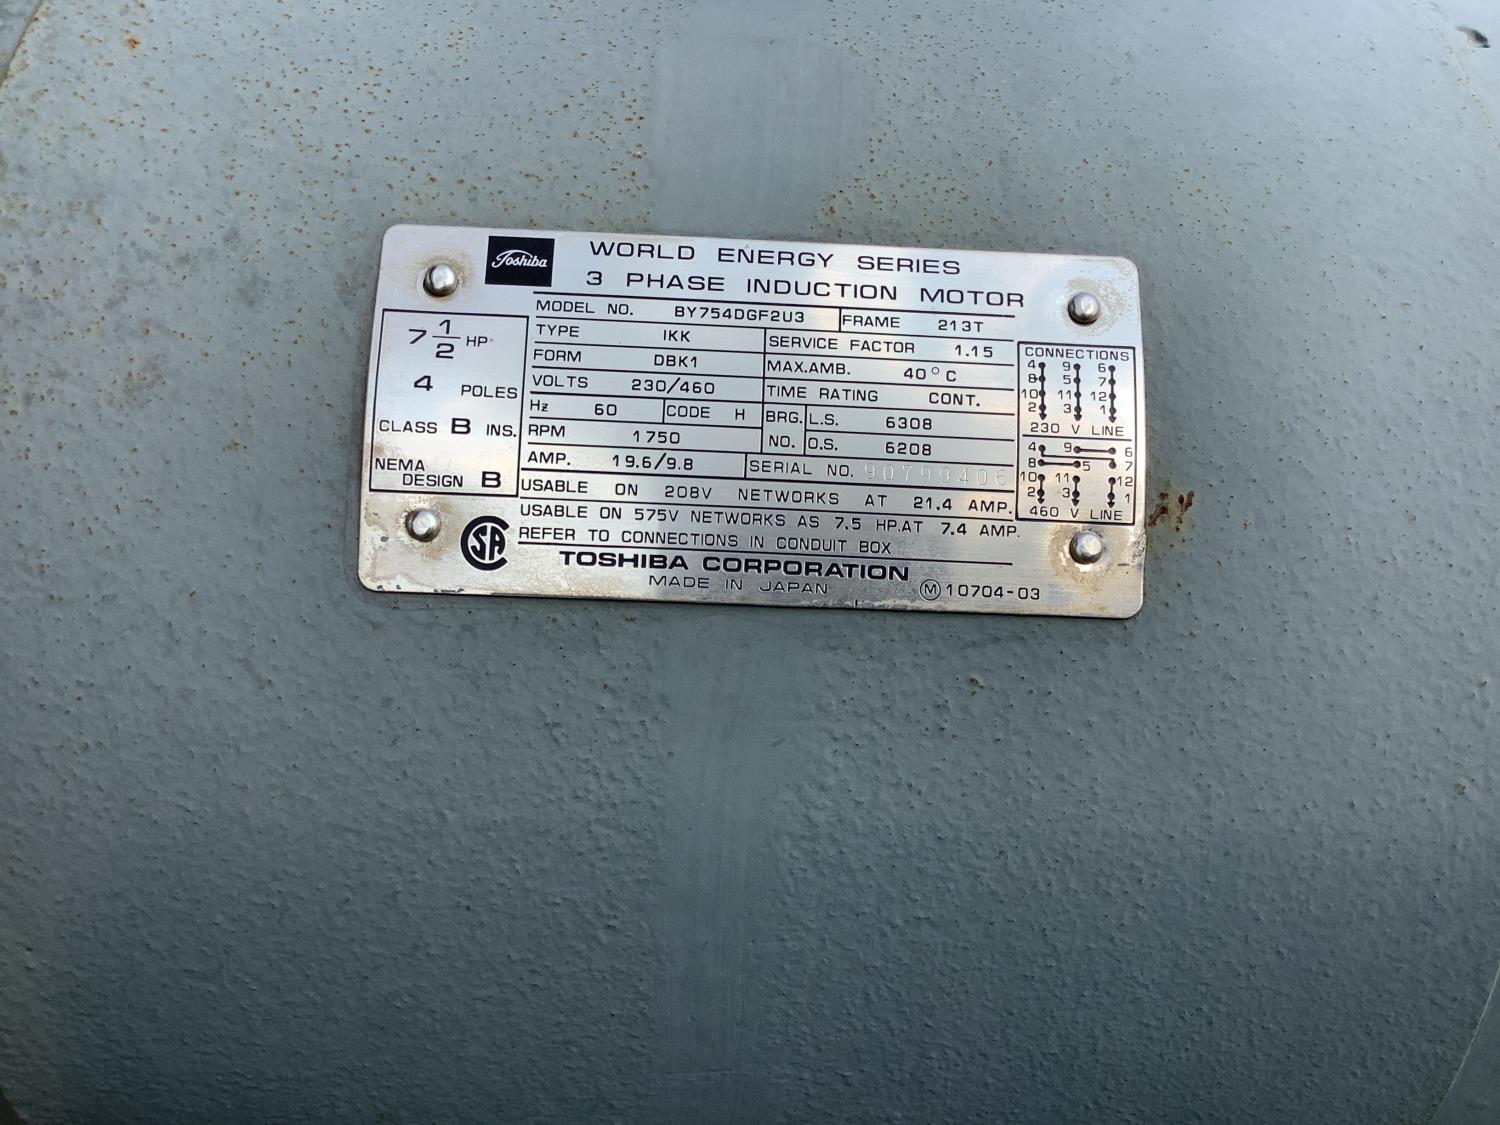 Toshiba
WORLD ENERGY SERIES
3 PHASE INDUCTION MOTOR
7 1/2 HP
4 POLES
CLASS B INS.
NEMA
DESIGN B
MODEL NO. BY754DGF2U3 FRAME 213T
TYPE IKK
FORM DBK1
VOLTS 230/460
Hz 60 CODE H
RPM 1750
AMP. 19.6/9.8
SERVICE FACTOR 1.15
MAX.AMB. 40°C
TIME RATING CONT.
BRG. L.S. 6308
NO. O.S. 6208
SERIAL NO. 90799406
USABLE ON 208V NETWORKS AT 21.4 AMP.
USABLE ON 575V NETWORKS AS 7.5 HP.AT 7.4 AMP.
REFER TO CONNECTIONS IN CONDUIT BOX
CONNECTIONS
4 9 6
8 5 7
10 11 12
2 3 1
230 V LINE
4 9 6
8 5 7
10 11 12
2 3 1
460 V LINE
SA
TOSHIBA CORPORATION
MADE IN JAPAN
M 10704-03